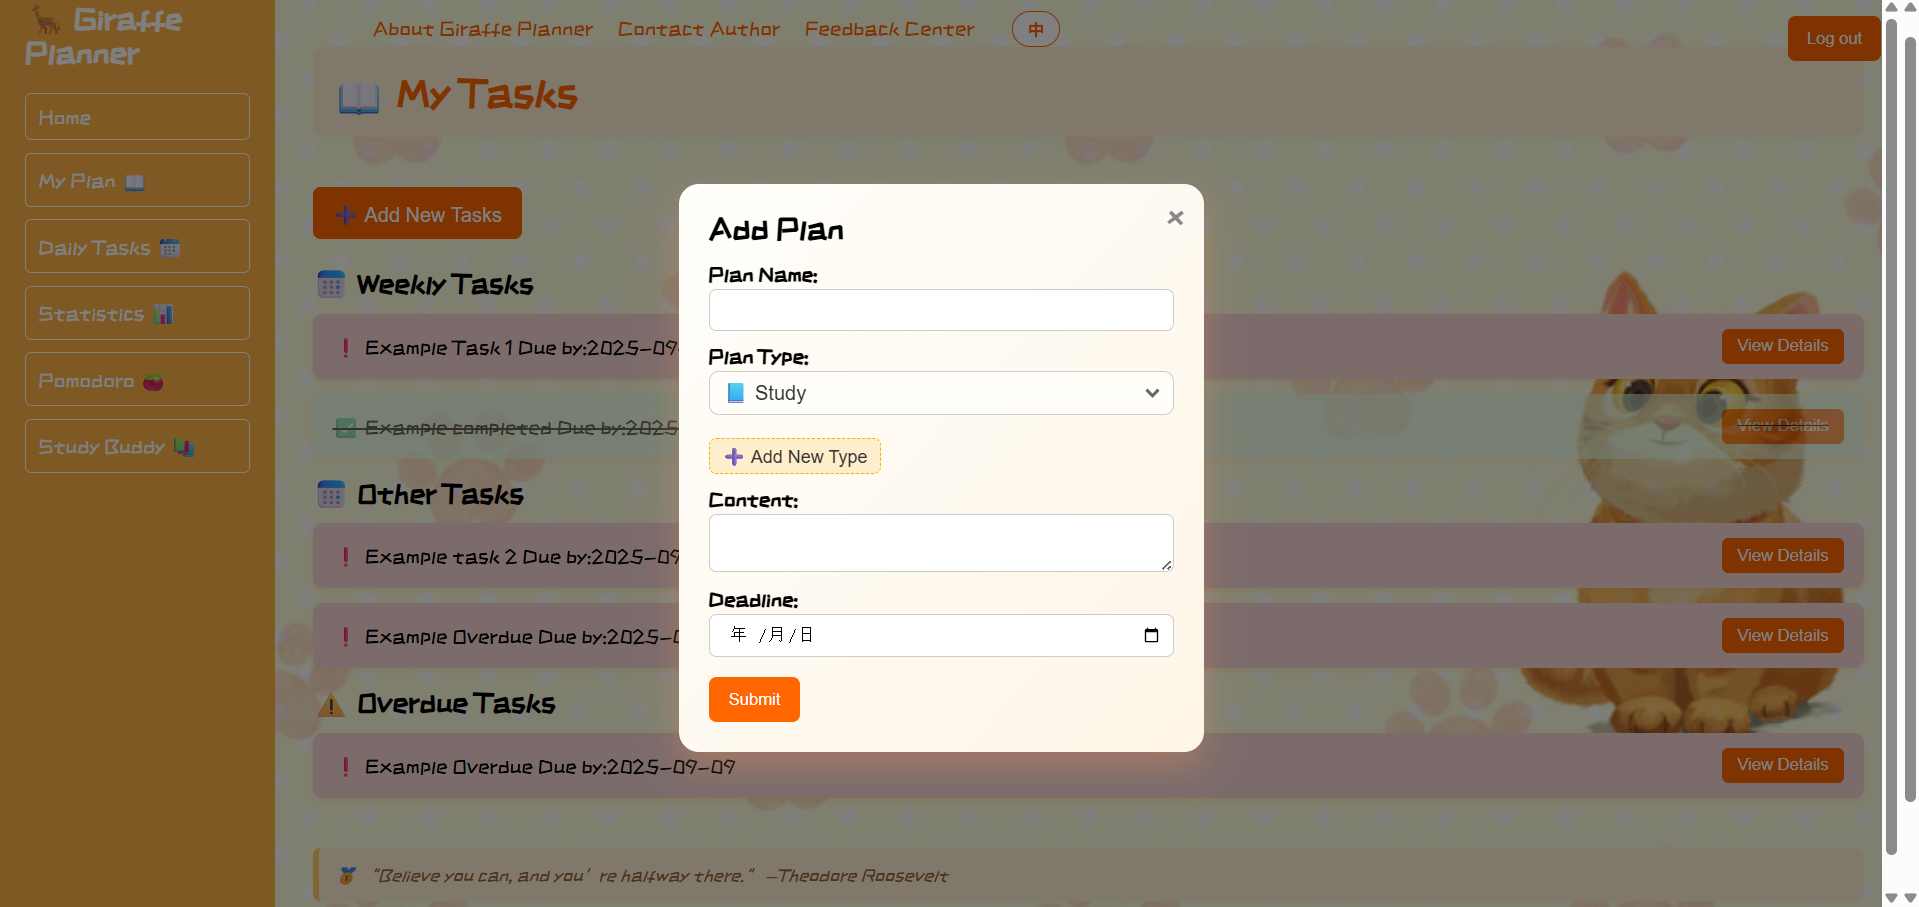 Giraffe
Planner
Home
My Plan
Daily Tasks
Statistics
Pomodoro
Study Buddy
About Giraffe Planner Contact Author Feedback Center 中
Log out
My Tasks
Add New Tasks
Weekly Tasks
Example Task 1 Due by:2025-09-
View Details
Example completed Due by:2025
View Details
Other Tasks
Example task 2 Due by:2025-09
View Details
Example Overdue Due by:2025-
View Details
Overdue Tasks
Example Overdue Due by:2025-09-09
View Details
“Believe you can, and you’re halfway there.” —Theodore Roosevelt
Add Plan
×
Plan Name:
Plan Type:
Study
Add New Type
Content:
Deadline:
年 /月/日
Submit